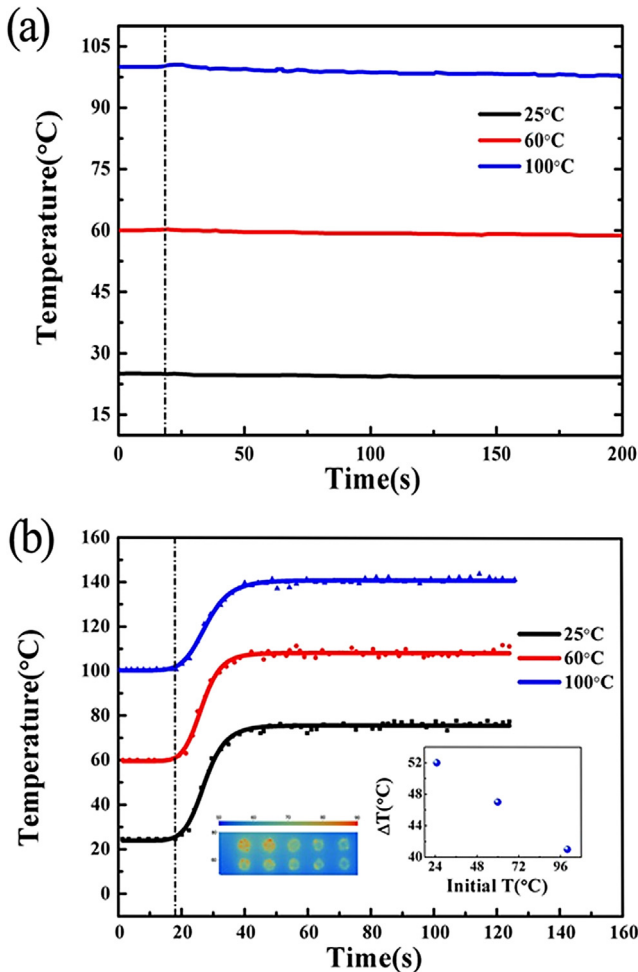 (a)
105
90
75
60
45
30
15
Temperature(°C)
25°C
60°C
100°C
0 50 100 150 200
Time(s)
(b)
160
140
120
100
80
60
40
20
0
Temperature(°C)
25°C
60°C
100°C
52
48
44
40
ΔT(°C)
24 48 72 96
Initial T(°C)
0 20 40 60 80 100 120 140 160
Time(s)